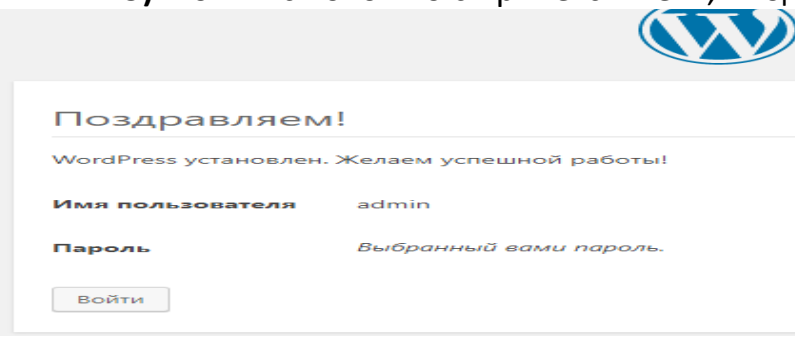 Поздравляем!
WordPress установлен. Желаем успешной работы!
Имя пользователя admin
Пароль Выбранный вами пароль.
Войти